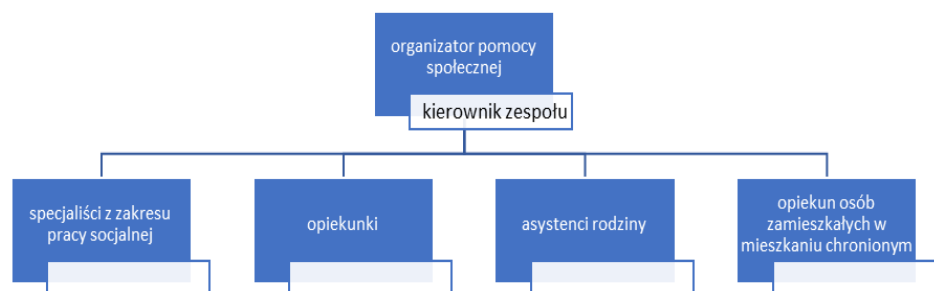 organizator pomocy
społecznej
kierownik zespołu
specjaliści z zakresu
pracy socjalnej
opiekunki
asystenci rodziny
opiekun osób
zamieszkałych w
mieszkaniu chronionym